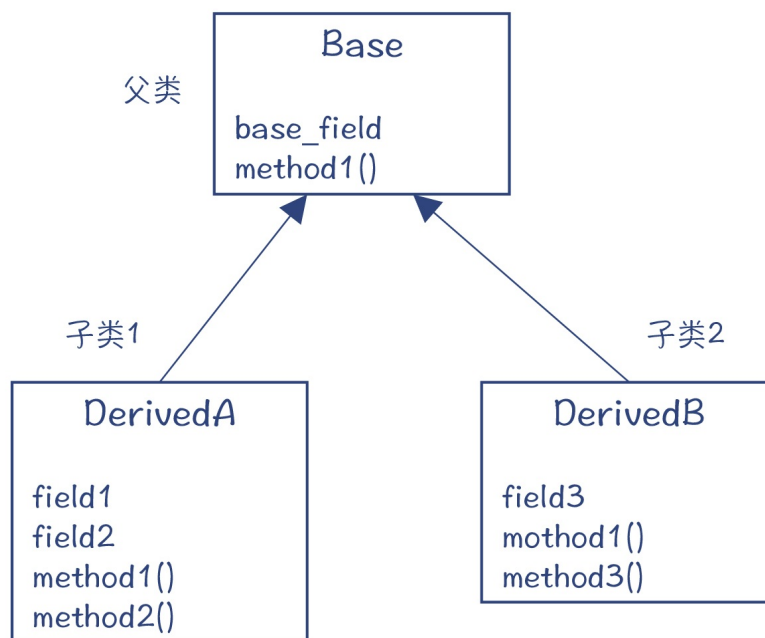 Base
父类
base_field
method1()
子类1
子类2
DerivedA
field1
field2
method1()
method2()
DerivedB
field3
mothod1()
method3()